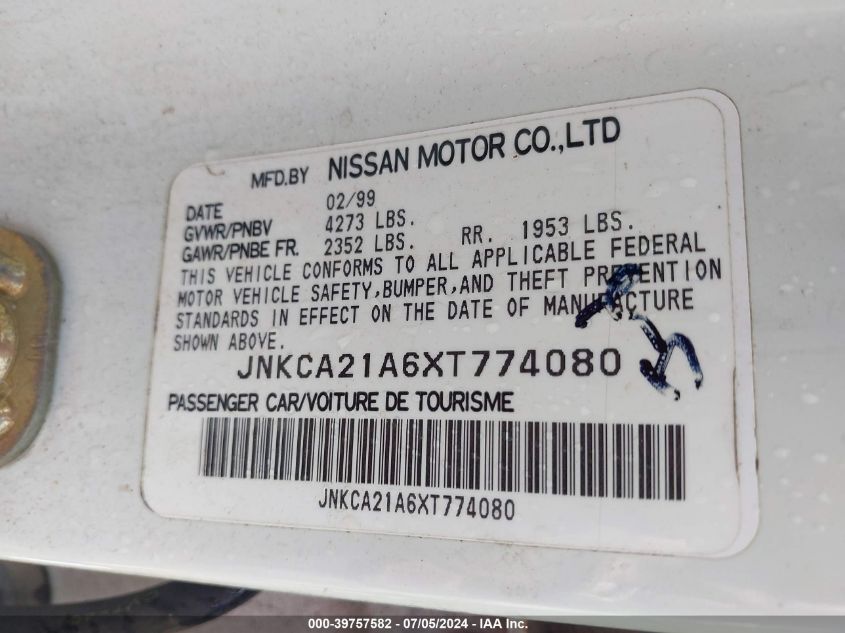 MFD.BY NISSAN MOTOR CO.,LTD
DATE 02/99
GVWR/PNBV 4273 LBS.
GAWR/PNBE FR. 2352 LBS. RR. 1953 LBS.
THIS VEHICLE CONFORMS TO ALL APPLICABLE FEDERAL
MOTOR VEHICLE SAFETY,BUMPER,AND THEFT PREVENTION
STANDARDS IN EFFECT ON THE DATE OF MANUFACTURE
SHOWN ABOVE.
JNKCA21A6XT774080
PASSENGER CAR/VOITURE DE TOURISME
JNKCA21A6XT774080
000-39757582 - 07/05/2024 - IAAI.com